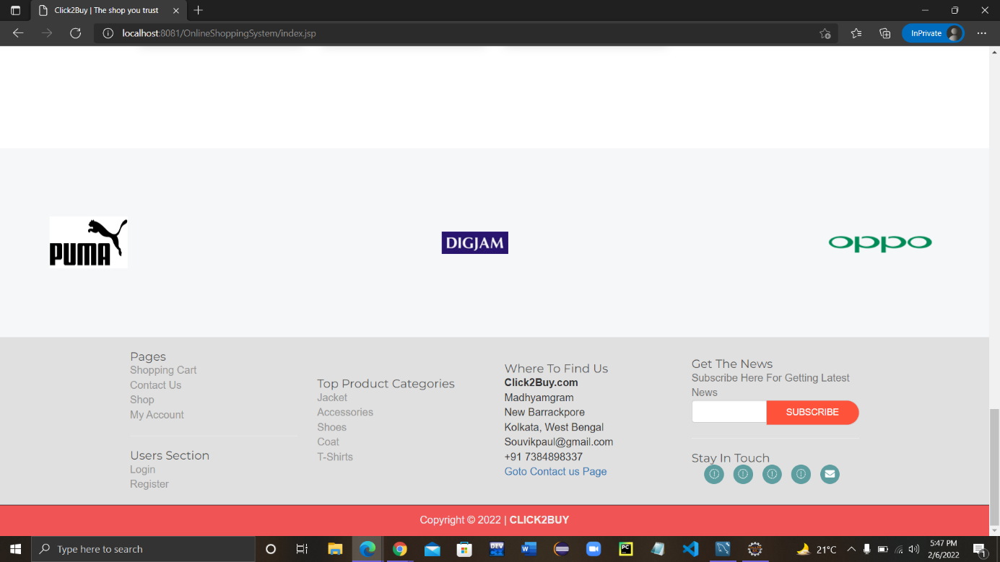 Click2Buy | The shop you trust
localhost:8081/OnlineShoppingSystem/index.jsp
InPrivate
PUMA
DIGJAM
oppo
Pages
Shopping Cart
Contact Us
Shop
My Account
Users Section
Login
Register
Top Product Categories
Jacket
Accessories
Shoes
Coat
T-Shirts
Where To Find Us
Click2Buy.com
Madhyamgram
New Barrackpore
Kolkata, West Bengal
Souvikpaul@gmail.com
+91 7384898337
Goto Contact us Page
Get The News
Subscribe Here For Getting Latest
News
SUBSCRIBE
Stay In Touch
Copyright © 2022 | CLICK2BUY
Type here to search
DEV
W
PC
21°C
5:47 PM
2/6/2022
1